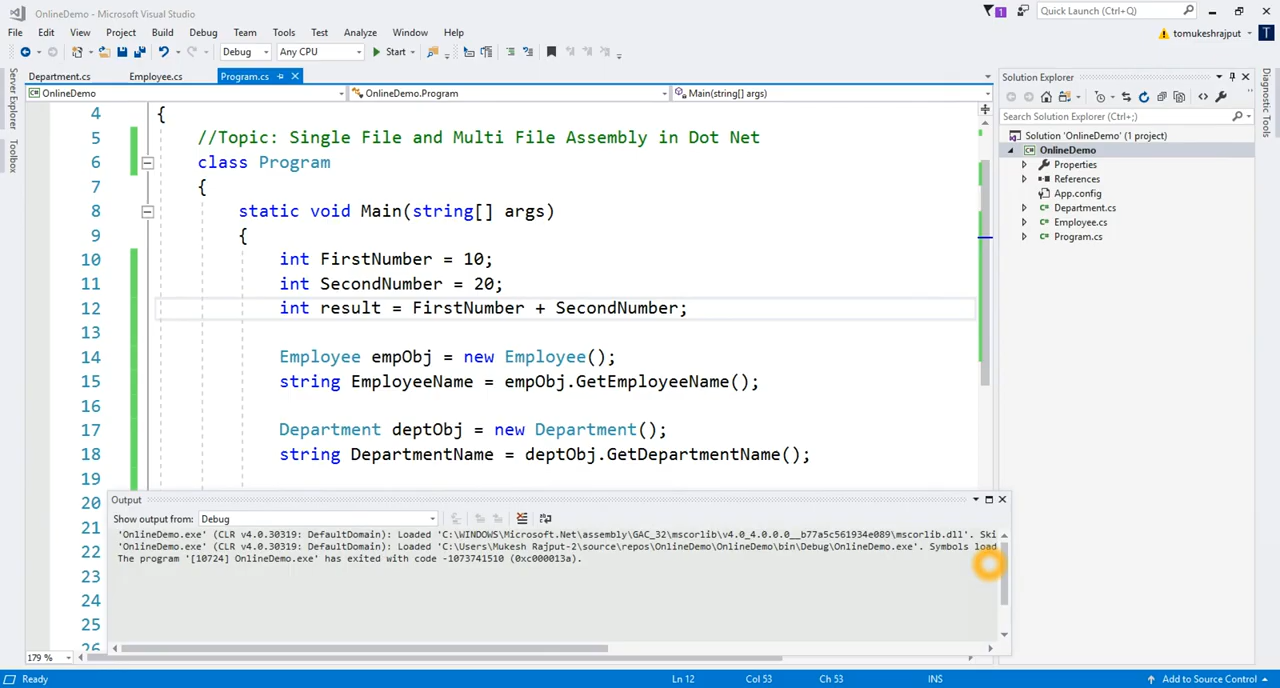 OnlineDemo - Microsoft Visual Studio
1
Quick Launch (Ctrl+Q)
File Edit View Project Build Debug Team Tools Test Analyze Window Help
tomukeshrajput
T
Debug Any CPU Start
Server Explorer
Toolbox
Department.cs Employee.cs Program.cs
OnlineDemo OnlineDemo.Program Main(string[] args)
4 {
5 //Topic: Single File and Multi File Assembly in Dot Net
6 class Program
7 {
8 static void Main(string[] args)
9 {
10 int FirstNumber = 10;
11 int SecondNumber = 20;
12 int result = FirstNumber + SecondNumber;
13
14 Employee empObj = new Employee();
15 string EmployeeName = empObj.GetEmployeeName();
16
17 Department deptObj = new Department();
18 string DepartmentName = deptObj.GetDepartmentName();
19
20
21
22
23
24
25
26
Output
Show output from: Debug
'OnlineDemo.exe' (CLR v4.0.30319: DefaultDomain): Loaded 'C:\WINDOWS\Microsoft.Net\assembly\GAC_32\mscorlib\v4.0_4.0.0.0__b77a5c561934e089\mscorlib.dll'. Ski
'OnlineDemo.exe' (CLR v4.0.30319: DefaultDomain): Loaded 'C:\Users\Mukesh Rajput-2\source\repos\OnlineDemo\OnlineDemo\bin\Debug\OnlineDemo.exe'. Symbols load
The program '[10724] OnlineDemo.exe' has exited with code -1073741510 (0xc000013a).
179 %
Solution Explorer
Search Solution Explorer (Ctrl+;)
Solution 'OnlineDemo' (1 project)
C# OnlineDemo
Properties
References
App.config
C# Department.cs
C# Employee.cs
C# Program.cs
Diagnostic Tools
Ready Ln 12 Col 53 Ch 53 INS Add to Source Control